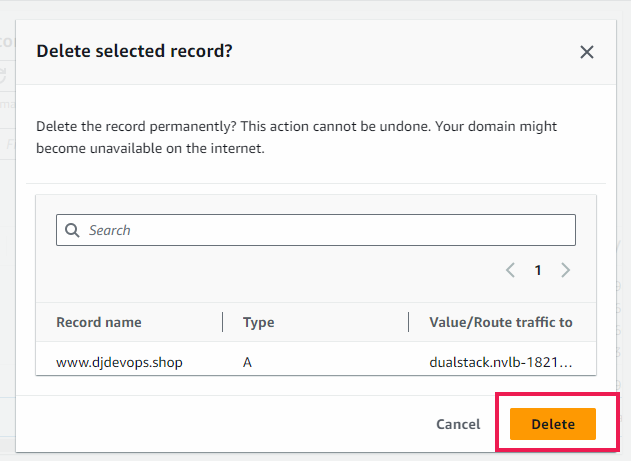 Delete selected record?
Delete the record permanently? This action cannot be undone. Your domain might
become unavailable on the internet.
Search
1
Record name Type Value/Route traffic to
www.djdevops.shop A dualstack.nvlb-1821...
Cancel Delete